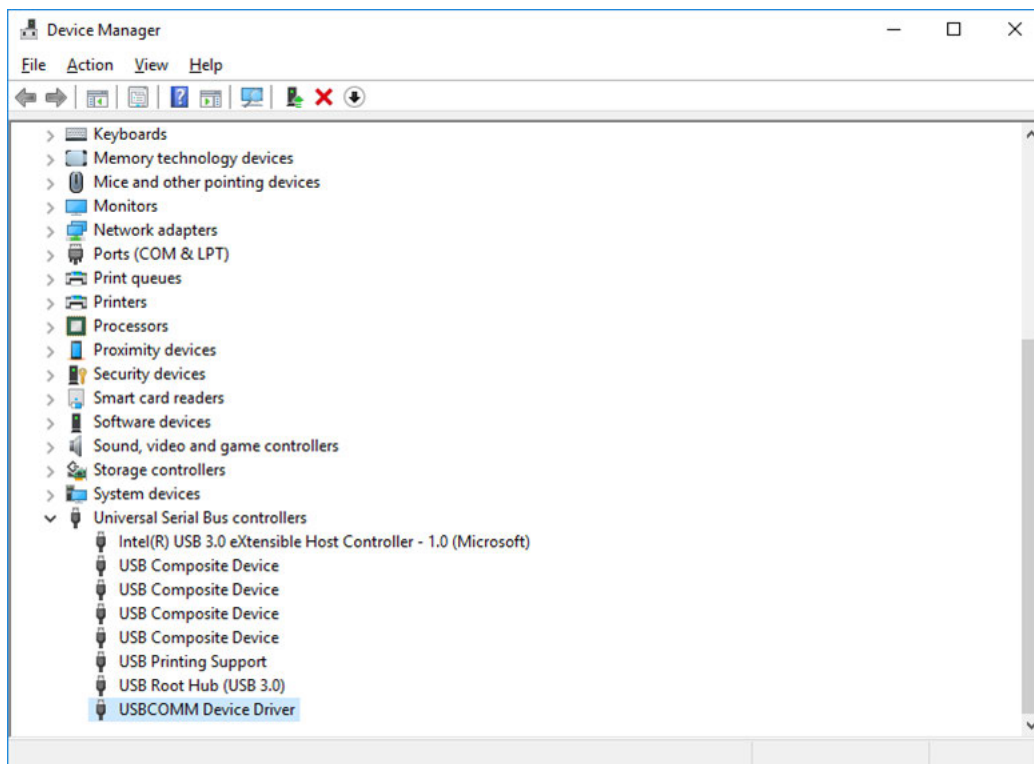 Device Manager
File Action View Help
Keyboards
Memory technology devices
Mice and other pointing devices
Monitors
Network adapters
Ports (COM & LPT)
Print queues
Printers
Processors
Proximity devices
Security devices
Smart card readers
Software devices
Sound, video and game controllers
Storage controllers
System devices
Universal Serial Bus controllers
Intel(R) USB 3.0 eXtensible Host Controller - 1.0 (Microsoft)
USB Composite Device
USB Composite Device
USB Composite Device
USB Composite Device
USB Printing Support
USB Root Hub (USB 3.0)
USBCOMM Device Driver